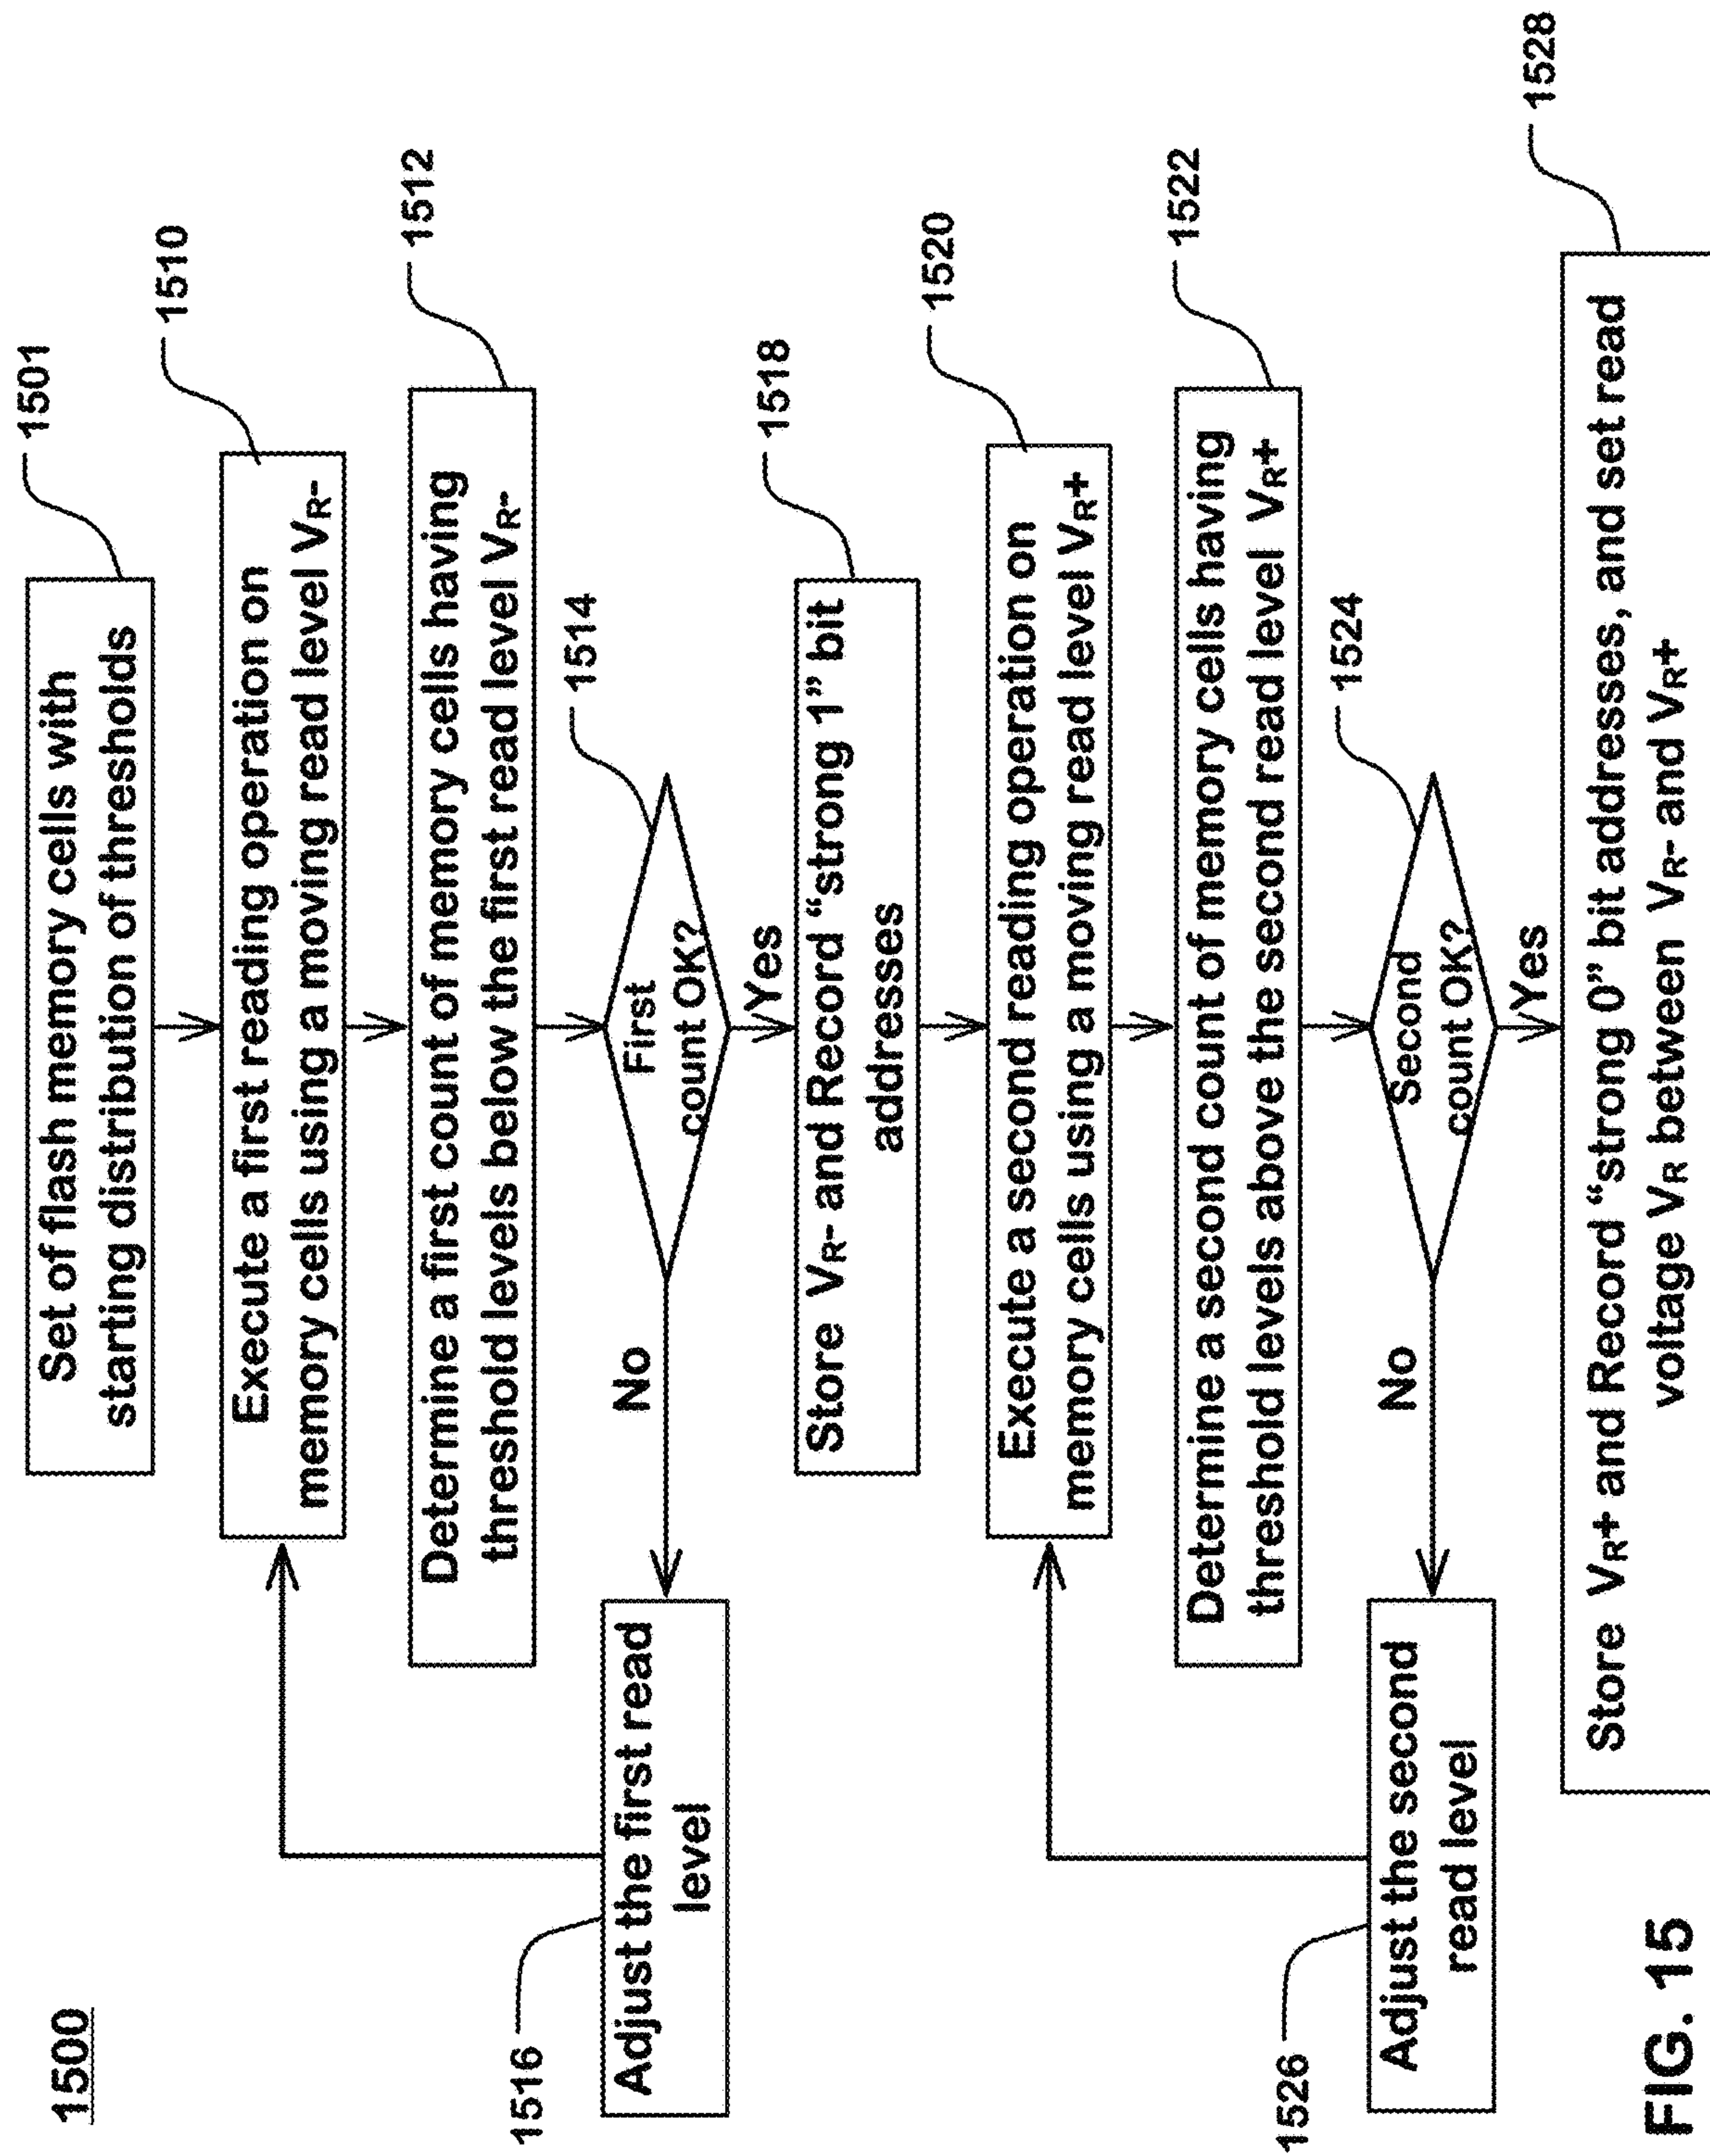 1500
1501
Set of flash memory cells with
starting distribution of thresholds
1510
Execute a first reading operation on
memory cells using a moving read level VR-
1512
Determine a first count of memory cells having
threshold levels below the first read level VR-
1514
First
count OK?
No
Yes
1516
Adjust the first read
level
1518
Store VR- and Record “strong 1” bit
addresses
1520
Execute a second reading operation on
memory cells using a moving read level VR+
1522
Determine a second count of memory cells having
threshold levels above the second read level VR+
1524
Second
count OK?
No
Yes
1526
Adjust the second
read level
1528
Store VR+ and Record “strong 0” bit addresses, and set read
voltage VR between VR- and VR+
FIG. 15